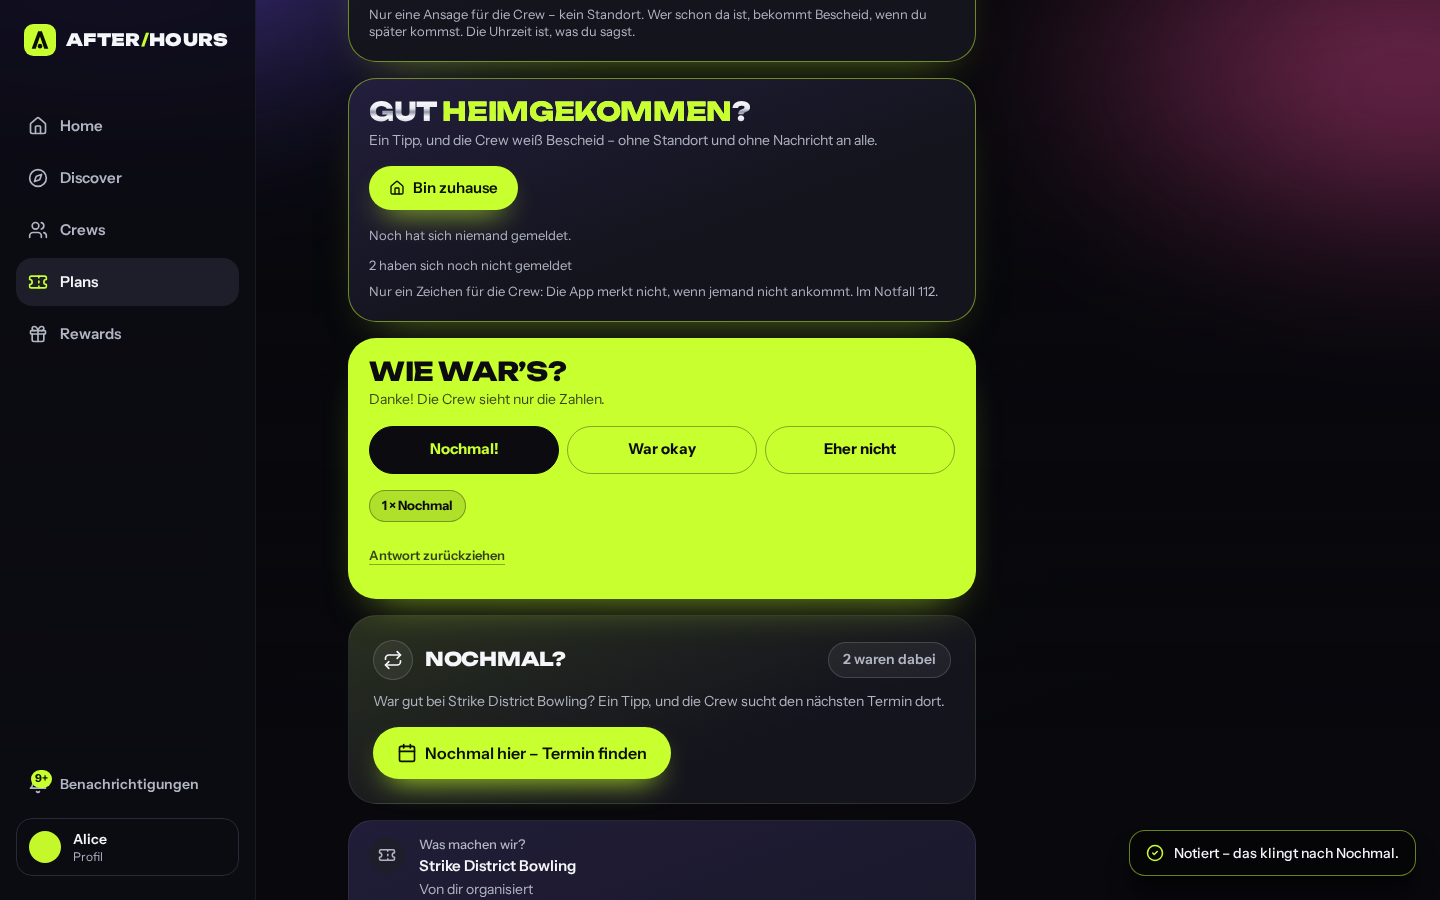 AFTER/HOURS
Home
Discover
Crews
Plans
Rewards
9+
Benachrichtigungen
Alice
Profil
Nur eine Ansage für die Crew – kein Standort. Wer schon da ist, bekommt Bescheid, wenn du
später kommst. Die Uhrzeit ist, was du sagst.
GUT HEIMGEKOMMEN?
Ein Tipp, und die Crew weiß Bescheid – ohne Standort und ohne Nachricht an alle.
Bin zuhause
Noch hat sich niemand gemeldet.
2 haben sich noch nicht gemeldet
Nur ein Zeichen für die Crew: Die App merkt nicht, wenn jemand nicht ankommt. Im Notfall 112.
WIE WAR’S?
Danke! Die Crew sieht nur die Zahlen.
Nochmal!
War okay
Eher nicht
1 × Nochmal
Antwort zurückziehen
NOCHMAL?
2 waren dabei
War gut bei Strike District Bowling? Ein Tipp, und die Crew sucht den nächsten Termin dort.
Nochmal hier – Termin finden
Was machen wir?
Strike District Bowling
Von dir organisiert
Notiert – das klingt nach Nochmal.